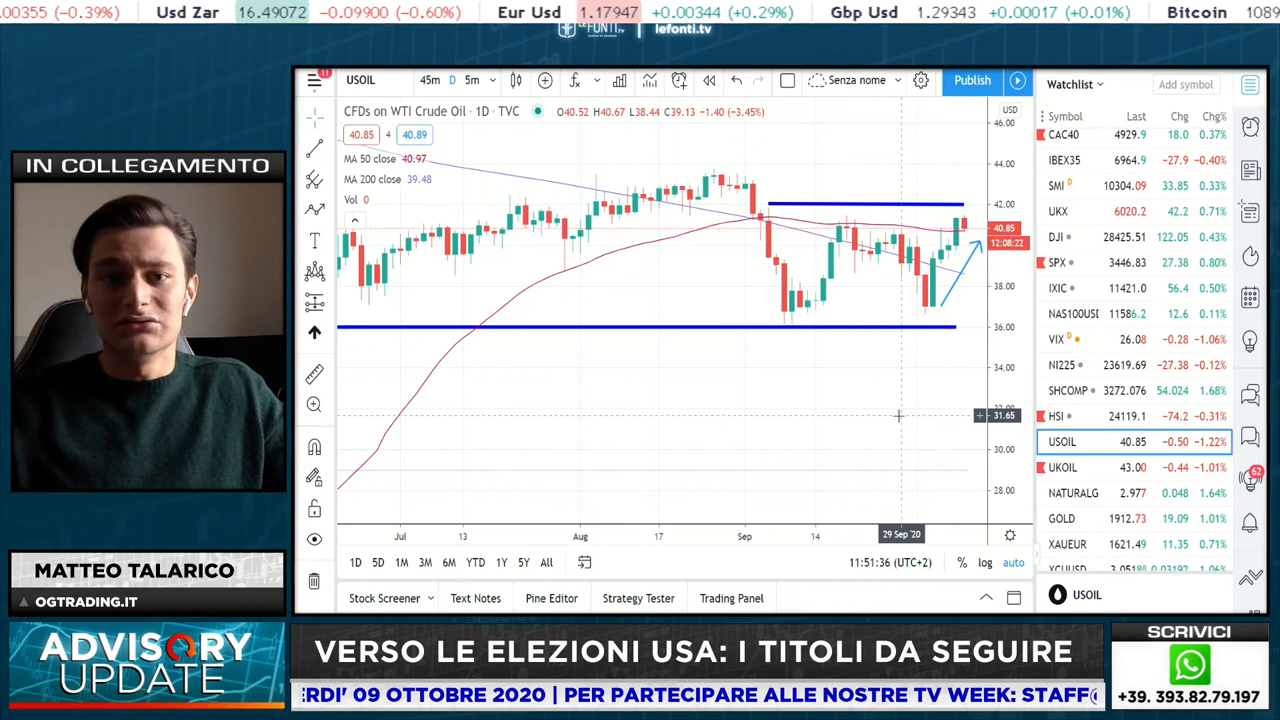 00355 (-0.39%) Usd Zar 16.49072 -0.09900 (-0.60%) Eur Usd 1.17947 +0.00344 (+0.29%) Gbp Usd 1.29343 +0.00017 (+0.01%) Bitcoin 1089
LE FONTI TV lefonti.tv
11 USOIL 45m D 5m Senza nome Publish Watchlist Add symbol
CFDs on WTI Crude Oil · 1D · TVC O40.52 H40.67 L38.44 C39.13 -1.40 (-3.45%) USD
40.85 4 40.89
MA 50 close 40.97
MA 200 close 39.48
Vol 0
46.00
44.00
42.00
40.85
12:08:22
38.00
36.00
34.00
31.65
30.00
28.00
Jul 13 Aug 17 Sep 14 29 Sep '20
1D 5D 1M 3M 6M YTD 1Y 5Y All 11:51:36 (UTC+2) % log auto
Stock Screener Text Notes Pine Editor Strategy Tester Trading Panel
Symbol Last Chg Chg%
CAC40 4929.9 18.0 0.37%
IBEX35 6964.9 -27.9 -0.40%
SMI D 10304.09 33.85 0.33%
UKX 6020.2 42.2 0.71%
DJI 28425.51 122.05 0.43%
SPX 3446.83 27.38 0.80%
IXIC 11421.0 56.4 0.50%
NAS100USD 11586.2 12.6 0.11%
VIX D 26.08 -0.28 -1.06%
NI225 23619.69 -27.38 -0.12%
SHCOMP 3272.076 54.024 1.68%
HSI 24119.1 -74.2 -0.31%
USOIL 40.85 -0.50 -1.22%
UKOIL 43.00 -0.44 -1.01%
NATURALG 2.977 0.048 1.64%
GOLD 1912.73 19.09 1.01%
XAUEUR 1621.49 11.35 0.71%
USOIL
62
IN COLLEGAMENTO
MATTEO TALARICO
OGTRADING.IT
ADVISORY
UPDATE
VERSO LE ELEZIONI USA: I TITOLI DA SEGUIRE
ERDI' 09 OTTOBRE 2020 | PER PARTECIPARE ALLE NOSTRE TV WEEK: STAFF@
SCRIVICI
+39. 393.82.79.197